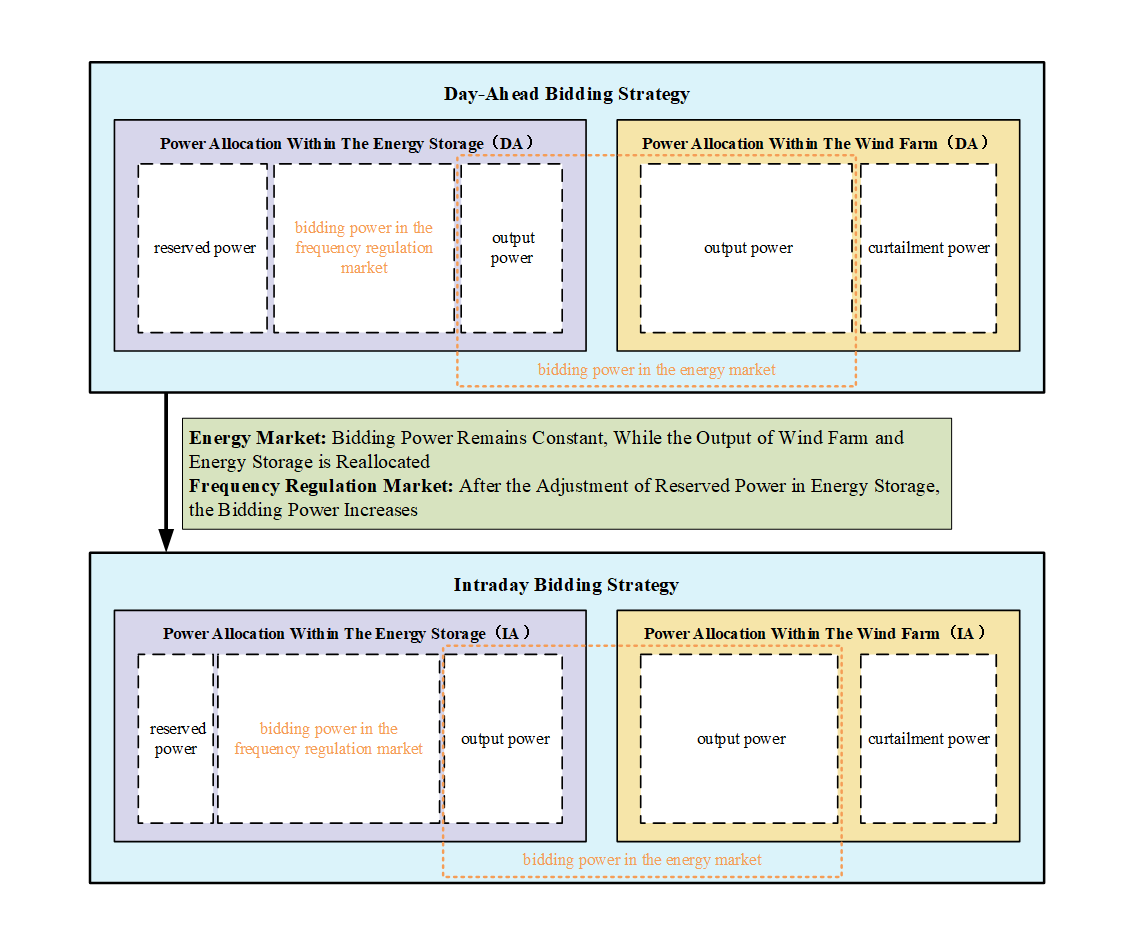 Day-Ahead Bidding Strategy
Power Allocation Within The Energy Storage（DA）
reserved power
bidding power in the
frequency regulation
market
output
power
Power Allocation Within The Wind Farm（DA）
output power
curtailment power
bidding power in the energy market
Energy Market: Bidding Power Remains Constant, While the Output of Wind Farm and
Energy Storage is Reallocated
Frequency Regulation Market: After the Adjustment of Reserved Power in Energy Storage,
the Bidding Power Increases
Intraday Bidding Strategy
Power Allocation Within The Energy Storage（IA）
reserved
power
bidding power in the
frequency regulation market
output power
Power Allocation Within The Wind Farm（IA）
output power
curtailment power
bidding power in the energy market